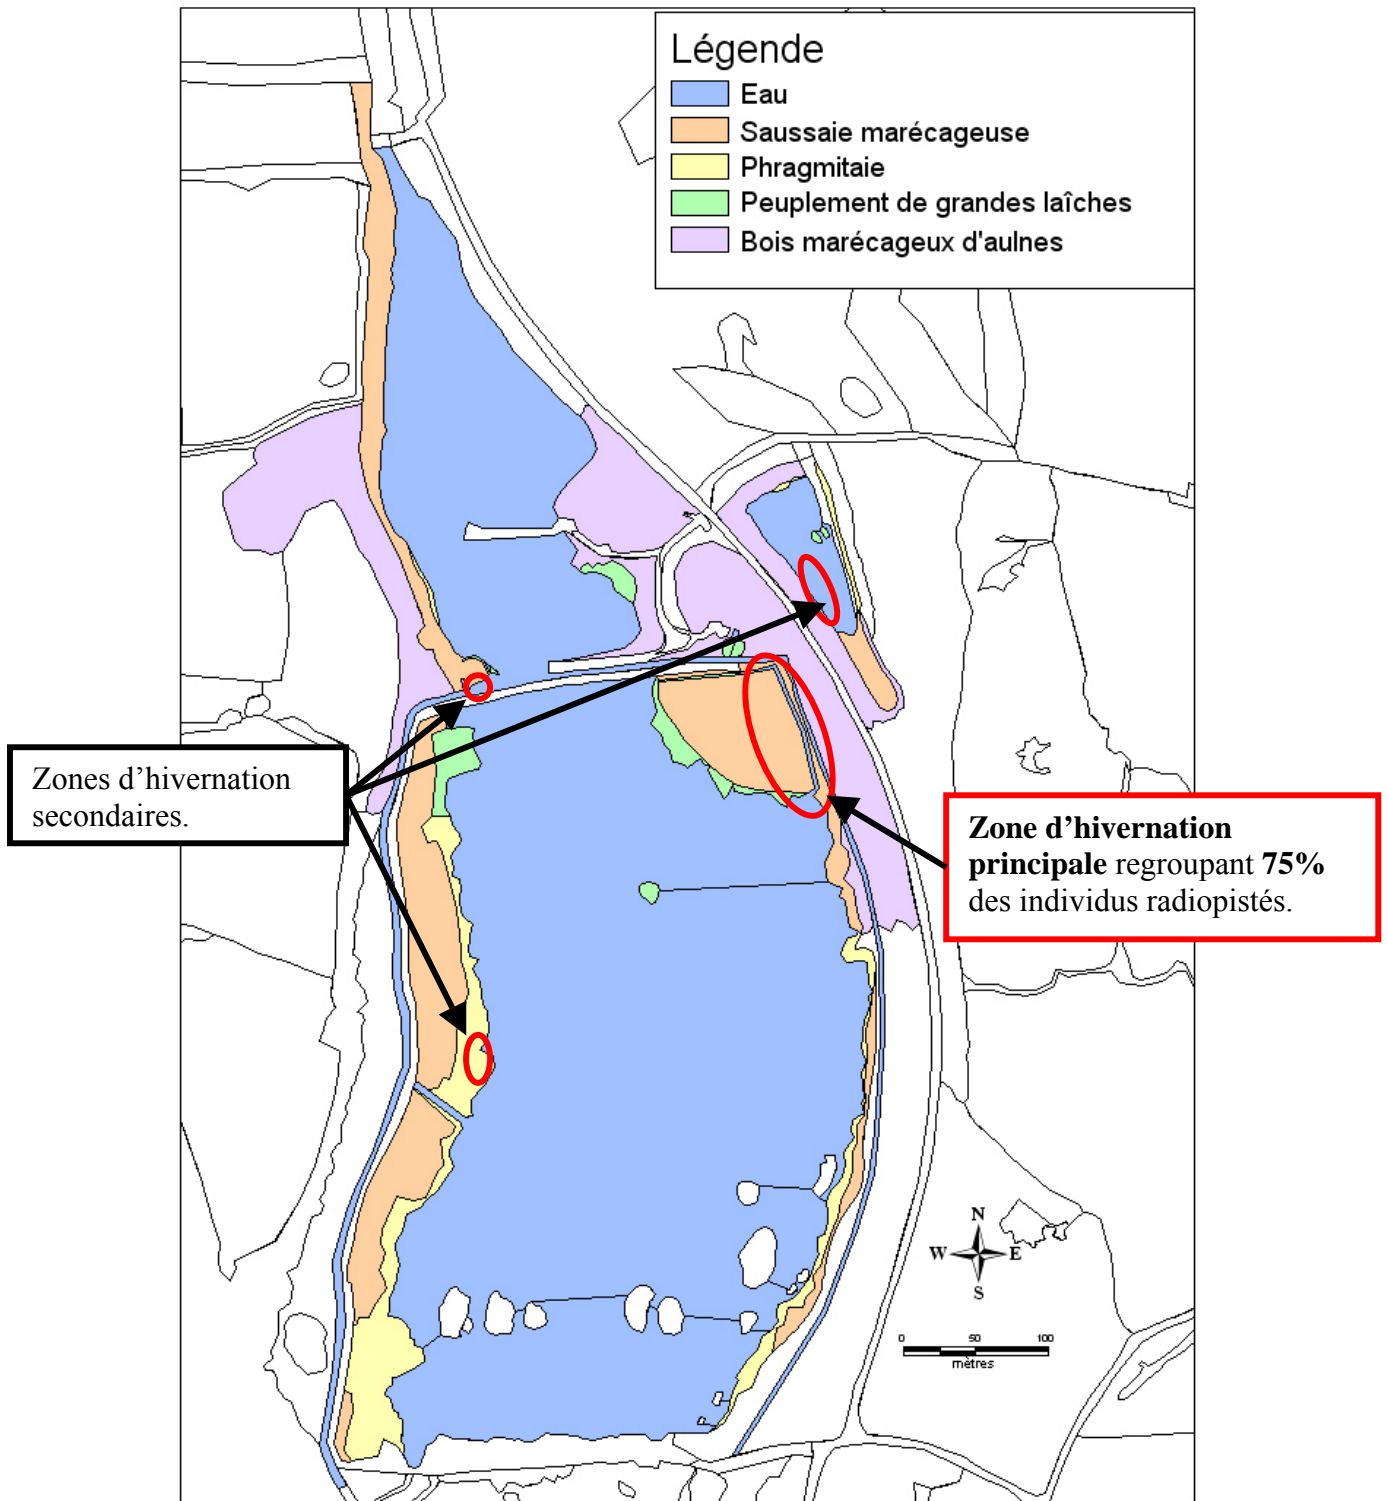 Légende
Eau
Saussaie marécageuse
Phragmitaie
Peuplement de grandes laîches
Bois marécageux d'aulnes
Zones d'hivernation
secondaires.
Zone d'hivernation
principale regroupant 75%
des individus radiopistés.
N
W E
S
0 50 100
mètres